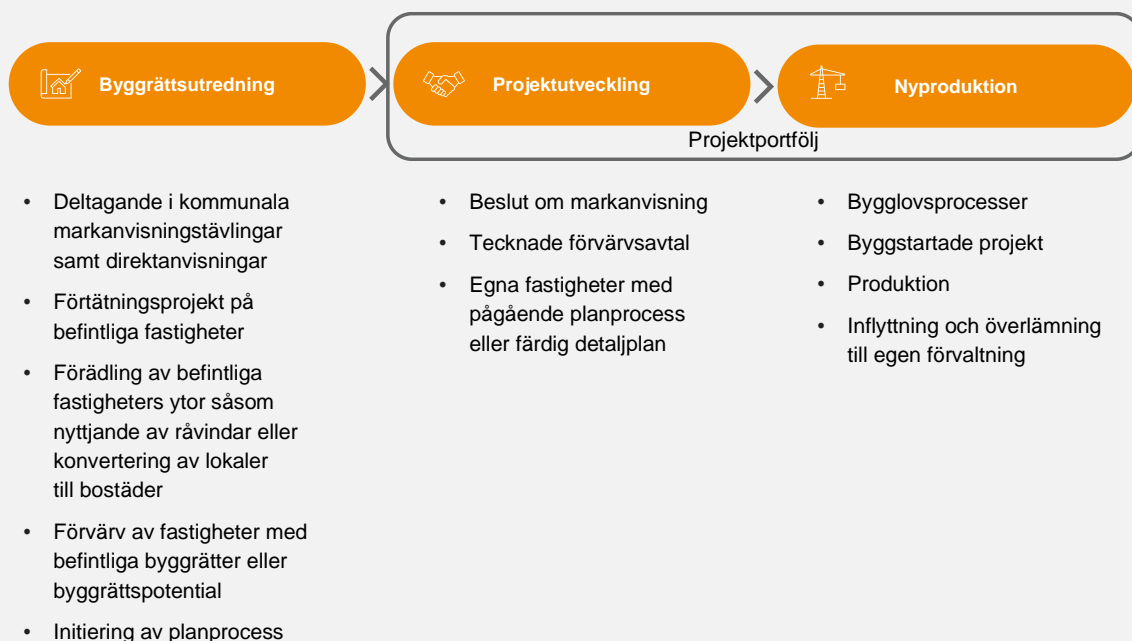 Byggrättsutredning
Projektutveckling
Nyproduktion
Projektportfölj
• Deltagande i kommunala
markanvisningstävlingar
samt direktanvisningar
• Förtätningsprojekt på
befintliga fastigheter
• Förädling av befintliga
fastigheters ytor såsom
nyttjande av råvindar eller
konvertering av lokaler
till bostäder
• Förvärv av fastigheter med
befintliga byggrätter eller
byggrättspotential
• Initiering av planprocess
• Beslut om markanvisning
• Tecknade förvärvsavtal
• Egna fastigheter med
pågående planprocess
eller färdig detaljplan
• Bygglovsprocesser
• Byggstartade projekt
• Produktion
• Inflyttning och överlämning
till egen förvaltning